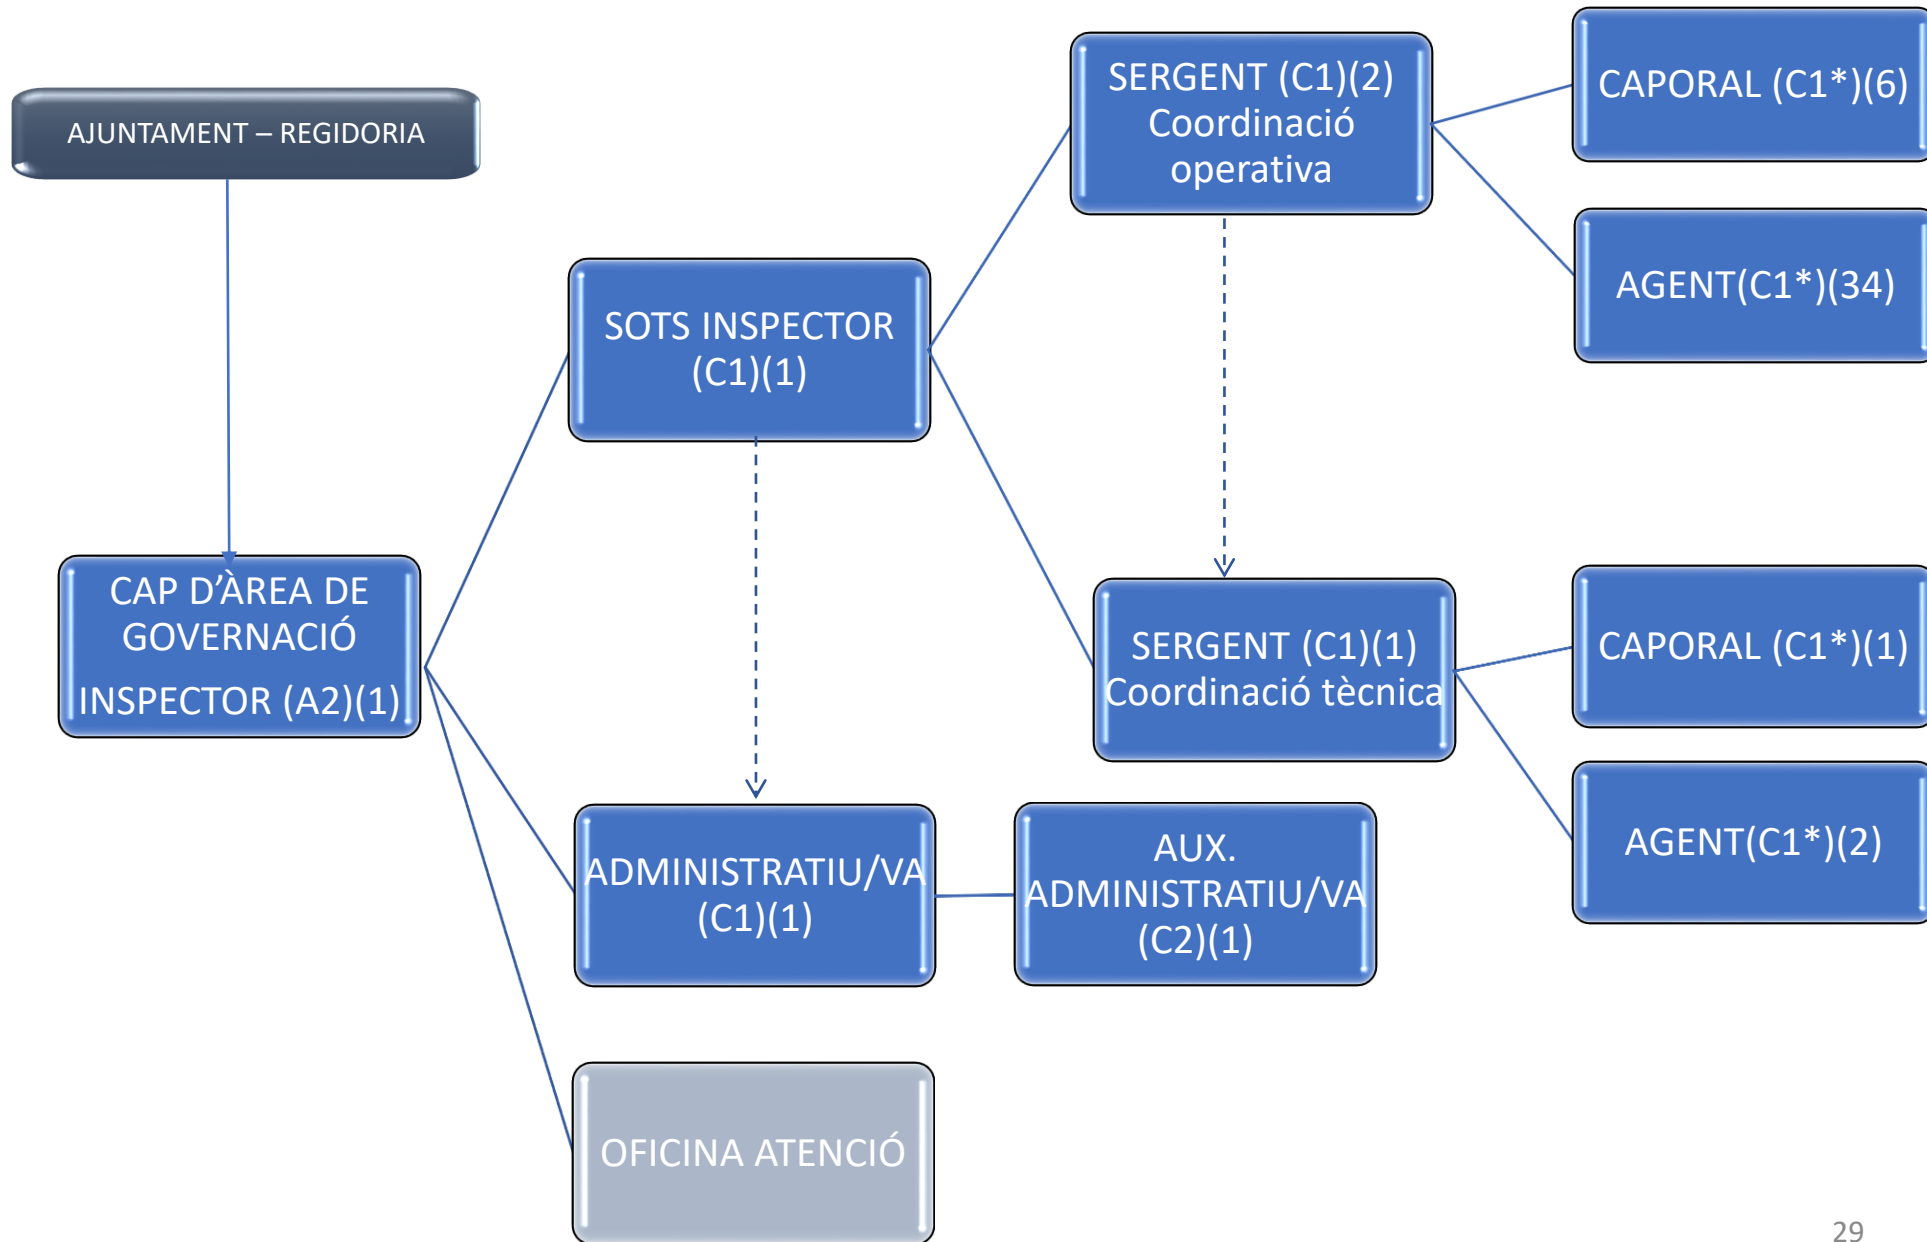 AJUNTAMENT – REGIDORIA
CAP D'ÀREA DE
GOVERNACIÓ
INSPECTOR (A2)(1)
SOTS INSPECTOR
(C1)(1)
SERGENT (C1)(2)
Coordinació
operativa
CAPORAL (C1*)(6)
AGENT(C1*)(34)
SERGENT (C1)(1)
Coordinació tècnica
CAPORAL (C1*)(1)
AGENT(C1*)(2)
ADMINISTRATIU/VA
(C1)(1)
AUX.
ADMINISTRATIU/VA
(C2)(1)
OFICINA ATENCIÓ
29